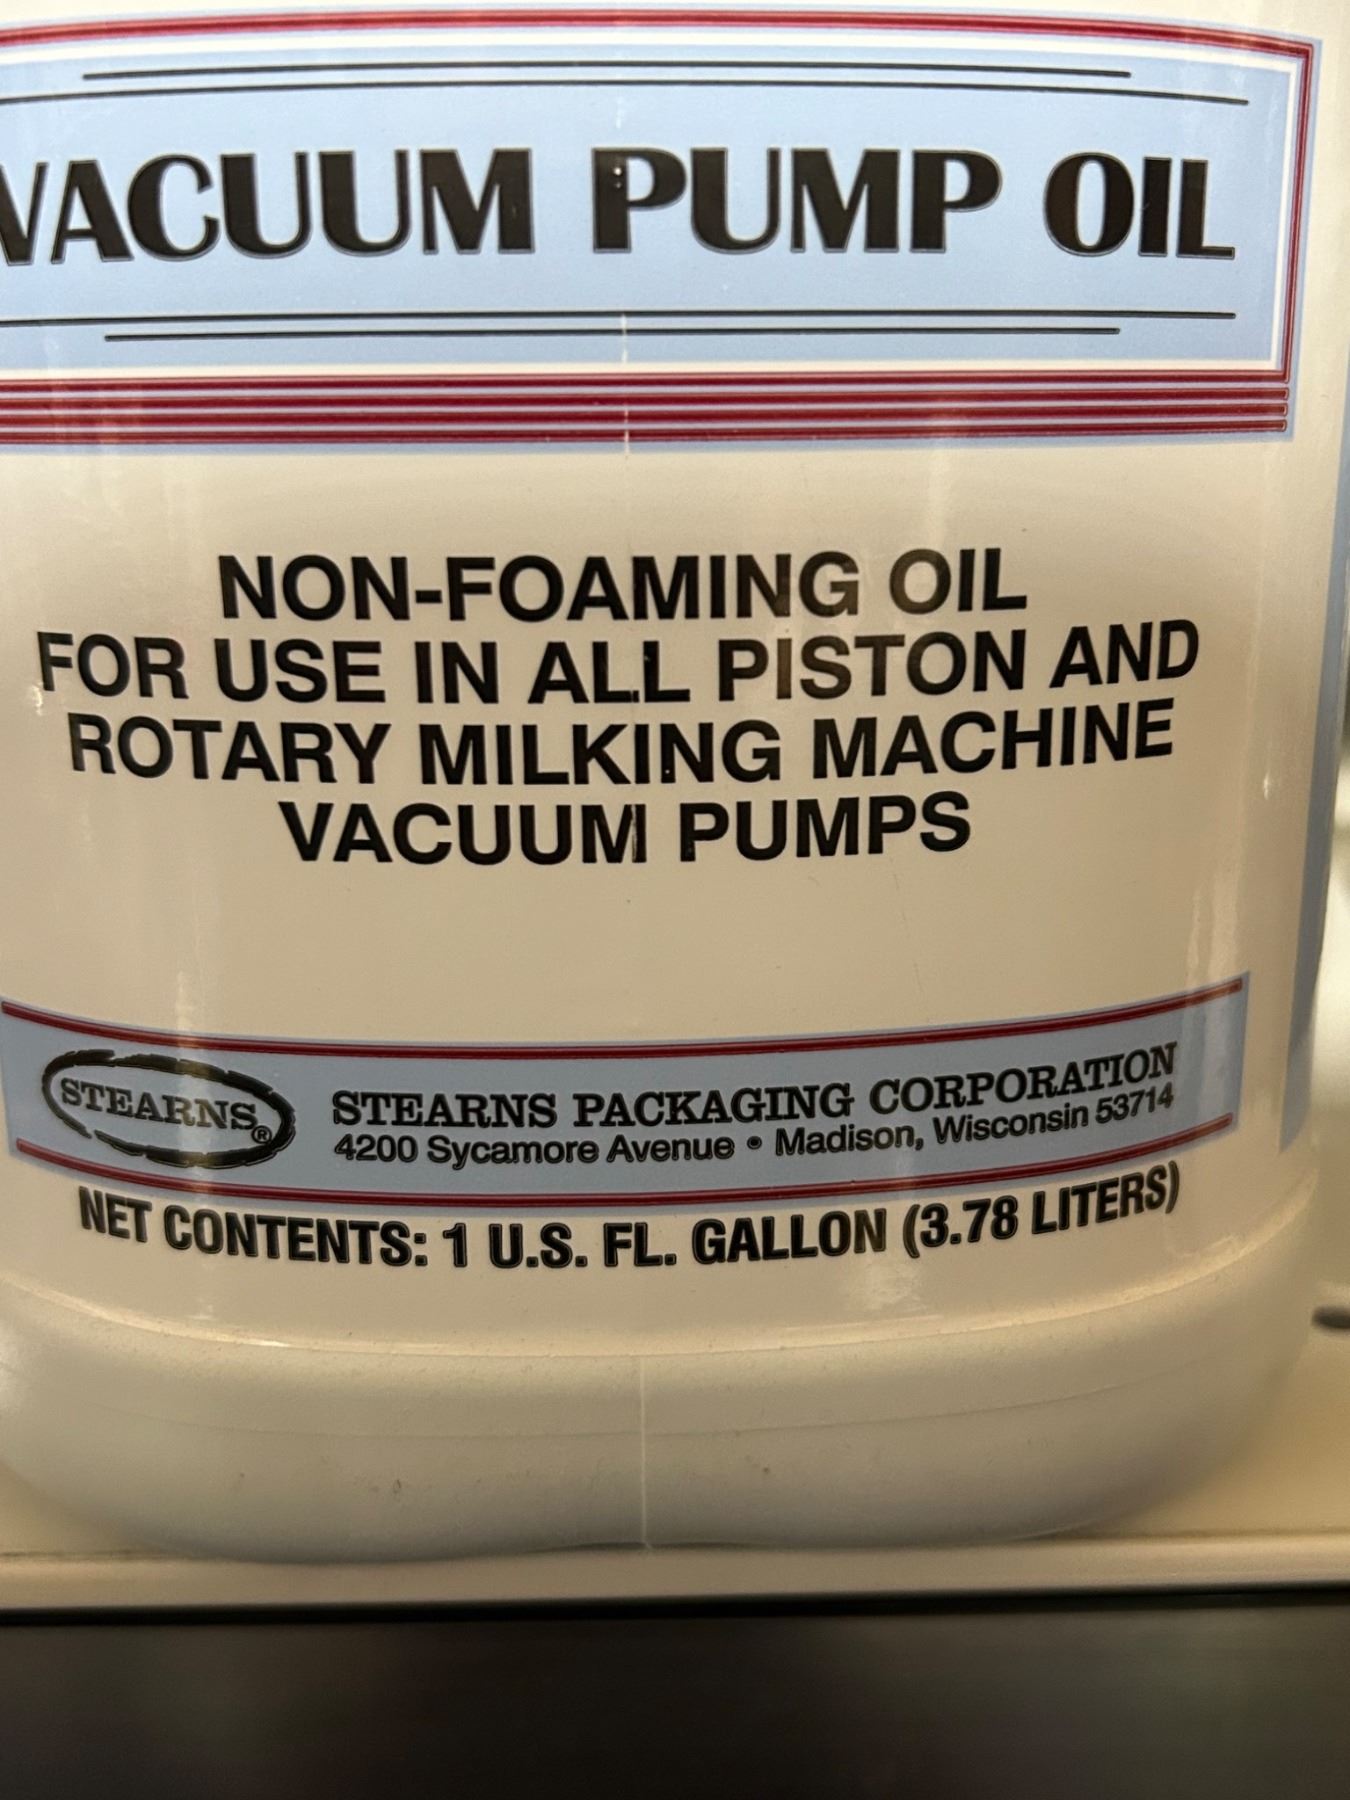 VACUUM PUMP OIL
NON-FOAMING OIL
FOR USE IN ALL PISTON AND
ROTARY MILKING MACHINE
VACUUM PUMPS
STEARNS®
STEARNS PACKAGING CORPORATION
4200 Sycamore Avenue • Madison, Wisconsin 53714
NET CONTENTS: 1 U.S. FL. GALLON (3.78 LITERS)